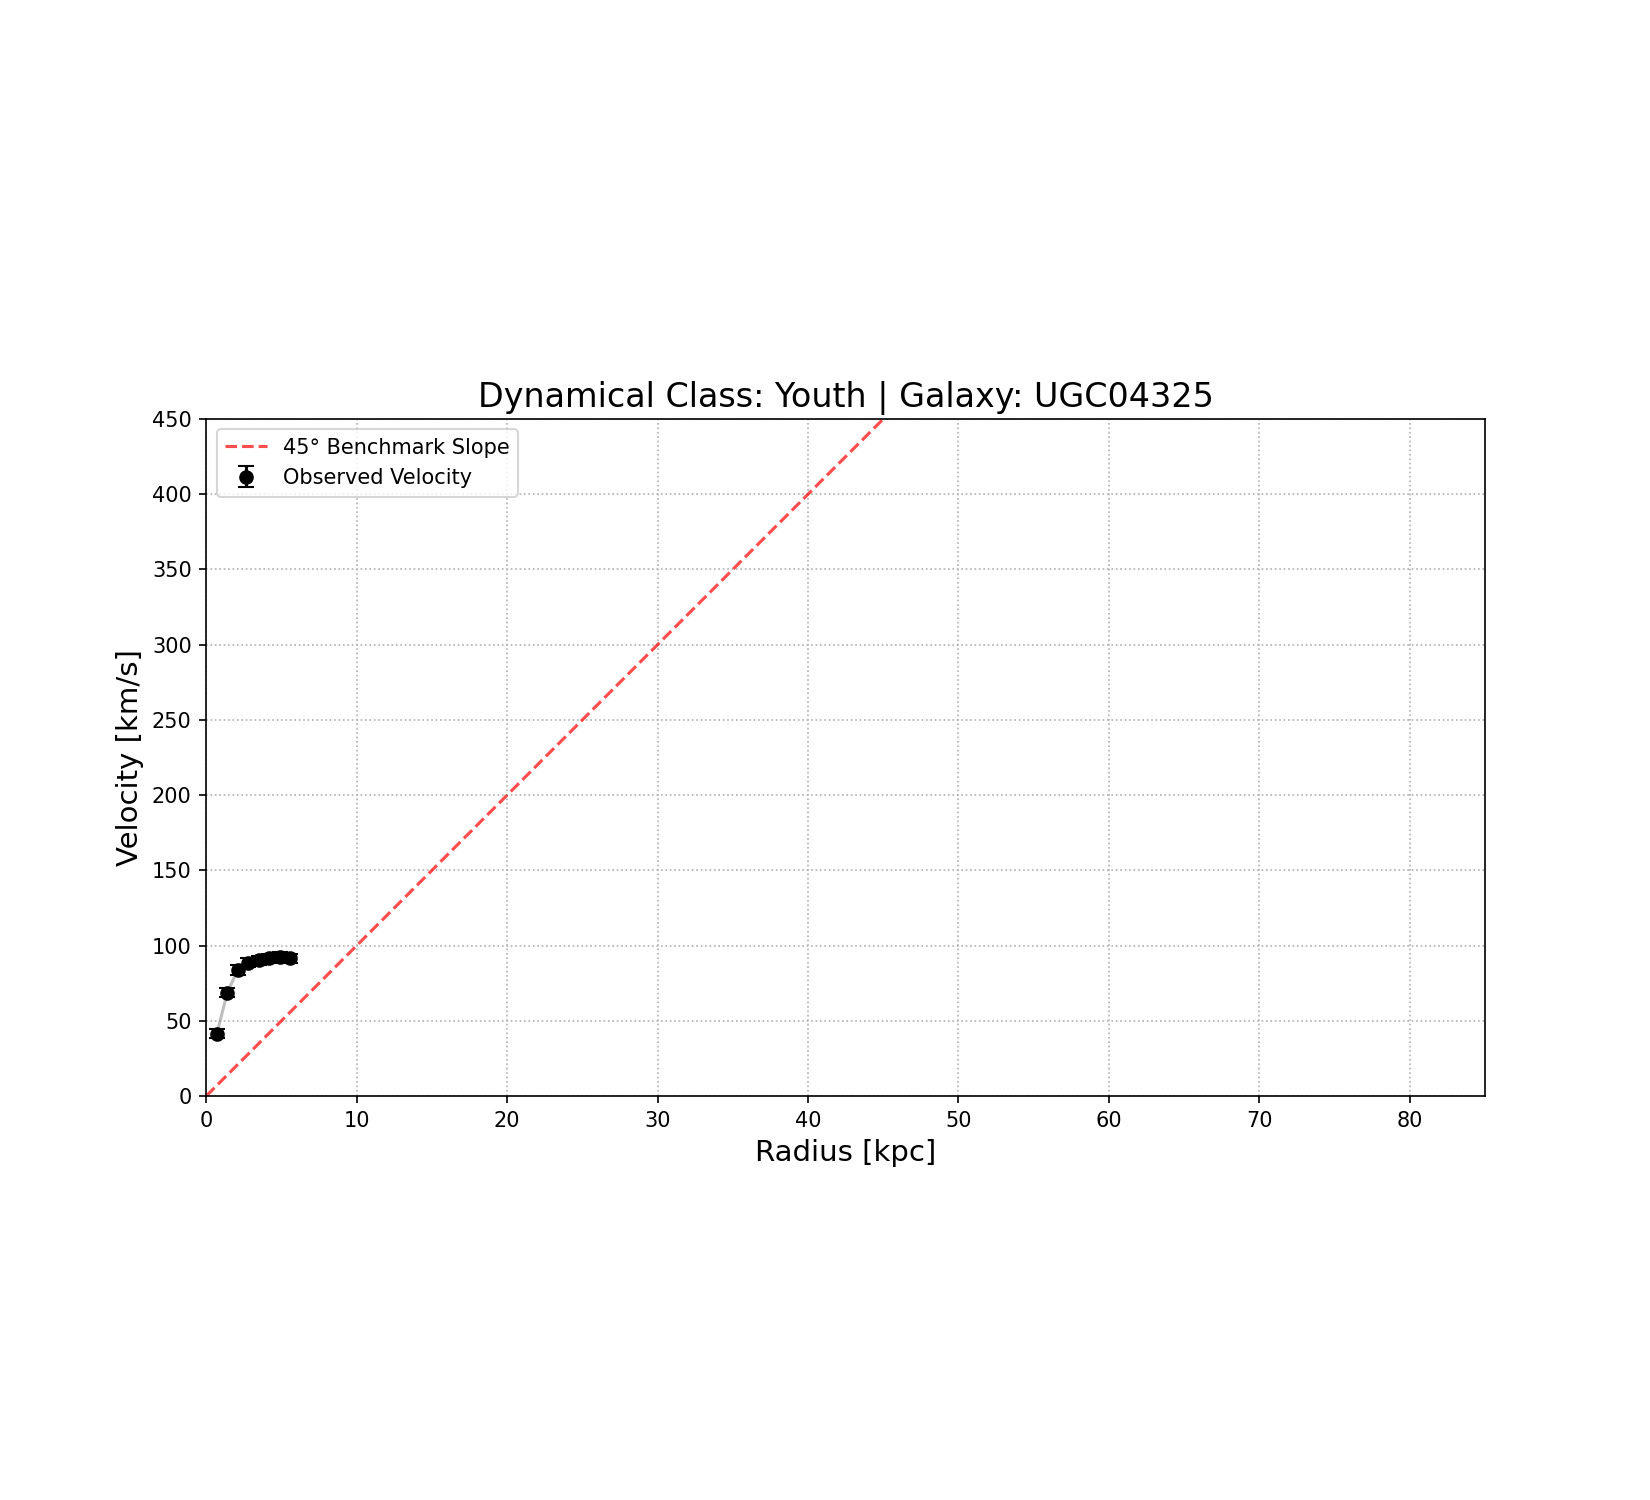 Dynamical Class: Youth | Galaxy: UGC04325
45° Benchmark Slope
Observed Velocity
Velocity [km/s]
450
400
350
300
250
200
150
100
50
0
0 10 20 30 40 50 60 70 80
Radius [kpc]